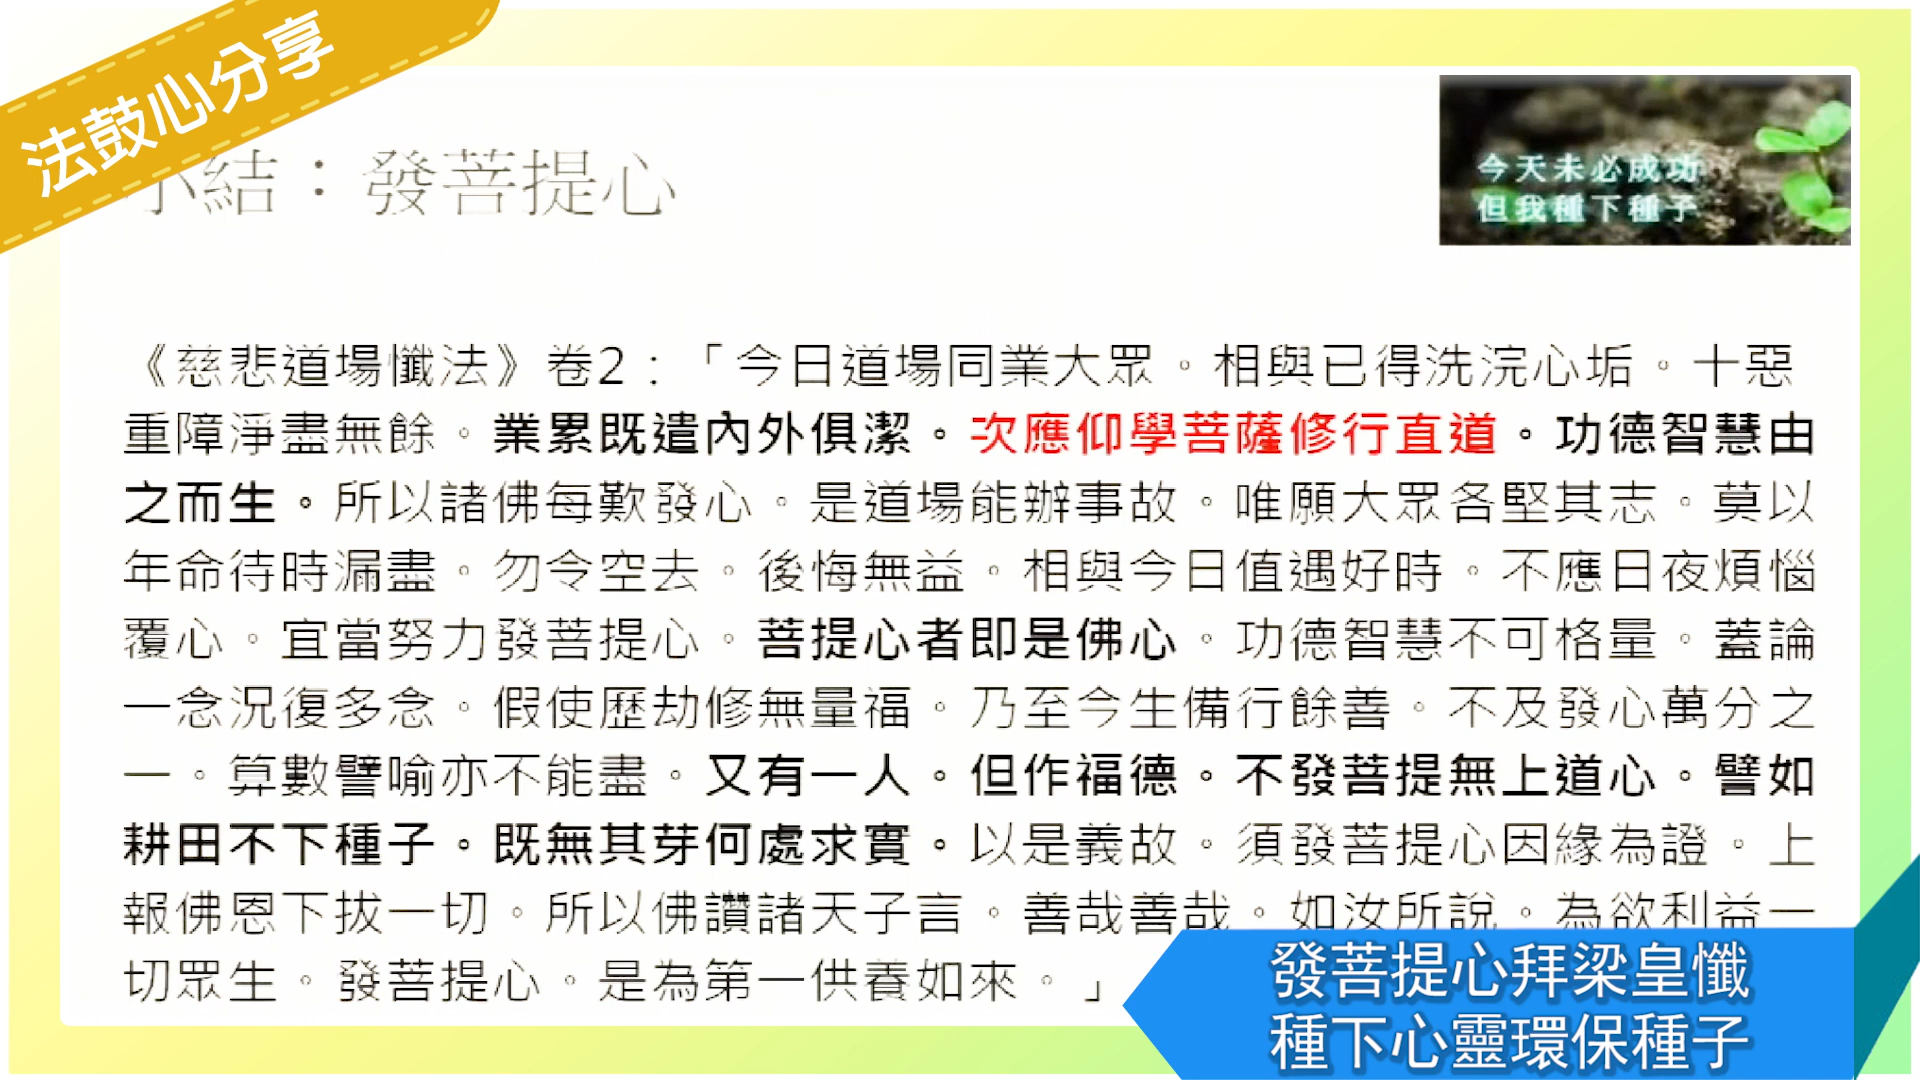 法鼓心分享
小結：發菩提心
今天未必成功
但我種下種子
《慈悲道場懺法》卷2：「今日道場同業大眾。相與已得洗浣心垢。十惡
重障淨盡無餘。業累既遣內外俱潔。次應仰學菩薩修行直道。功德智慧由
之而生。所以諸佛每歎發心。是道場能辦事故。唯願大眾各堅其志。莫以
年命待時漏盡。勿令空去。後悔無益。相與今日值遇好時。不應日夜煩惱
覆心。宜當努力發菩提心。菩提心者即是佛心。功德智慧不可格量。蓋論
一念況復多念。假使歷劫修無量福。乃至今生備行餘善。不及發心萬分之
一。算數譬喻亦不能盡。又有一人。但作福德。不發菩提無上道心。譬如
耕田不下種子。既無其芽何處求實。以是義故。須發菩提心因緣為證。上
報佛恩下拔一切。所以佛讚諸天子言。善哉善哉。如汝所說。為欲利益一
切眾生。發菩提心。是為第一供養如來。」
發菩提心拜梁皇懺
種下心靈環保種子